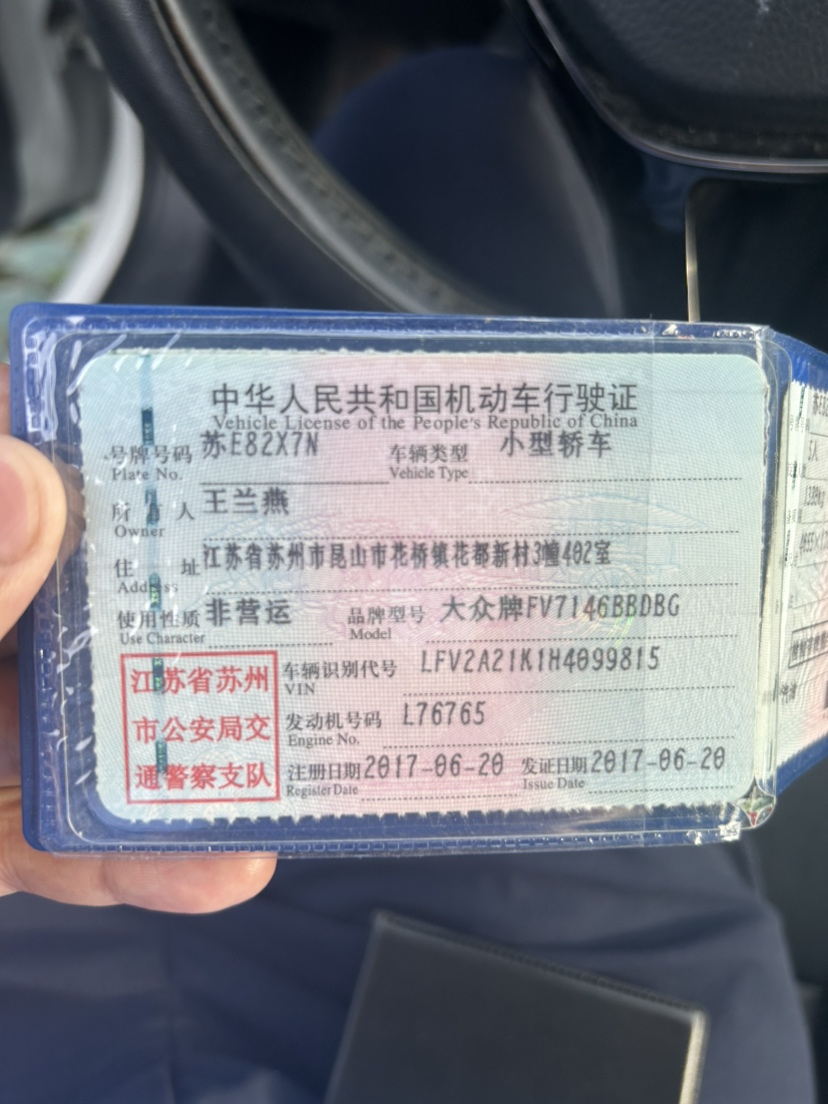 中华人民共和国机动车行驶证
Vehicle License of the People's Republic of China
号牌号码 苏E82X7N 车辆类型 小型轿车
Plate No. Vehicle Type
所有人 王兰燕
Owner
住址 江苏省苏州市昆山市花桥镇花都新村3幢402室
Address
使用性质 非营运 品牌型号 大众牌FV7146BBDBG
Use Character Model
江苏省苏州
市公安局交
通警察支队
车辆识别代号 LFV2A21K1H4099815
VIN
发动机号码 L76765
Engine No.
注册日期 2017-06-20 发证日期 2017-06-20
Register Date Issue Date